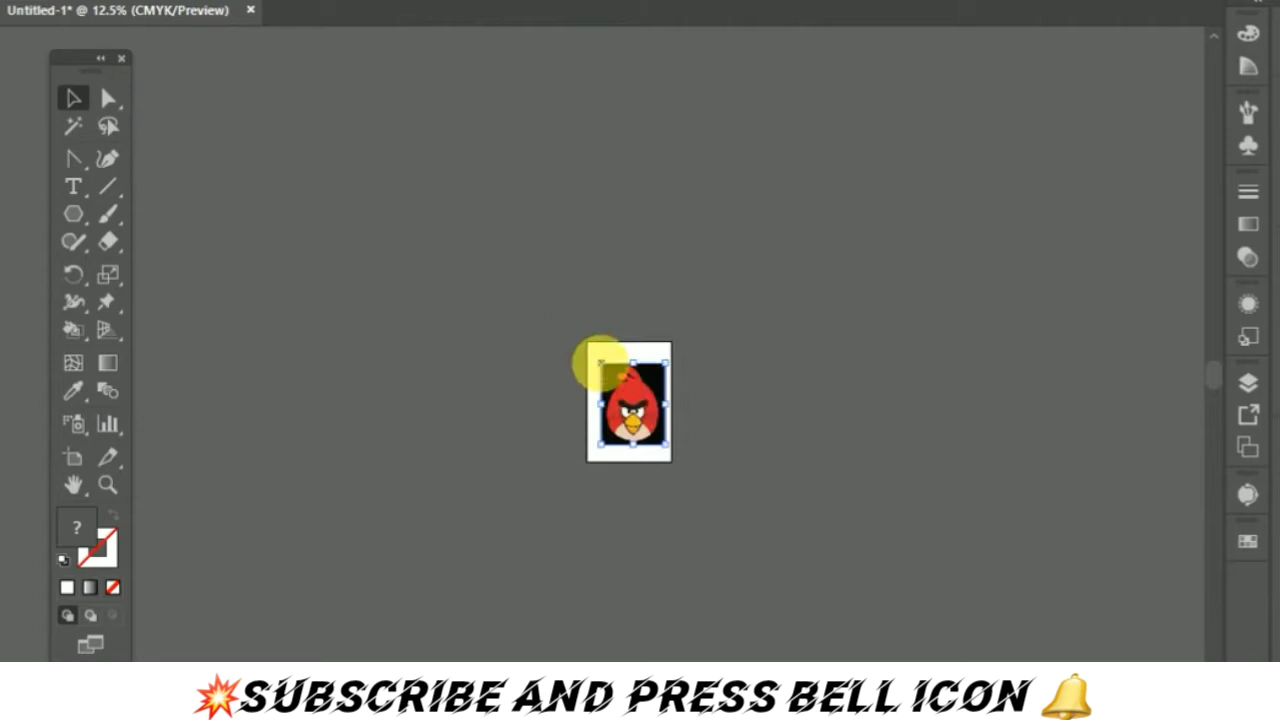 Untitled-1* @ 12.5% (CMYK/Preview)
T
?
SUBSCRIBE AND PRESS BELL ICON